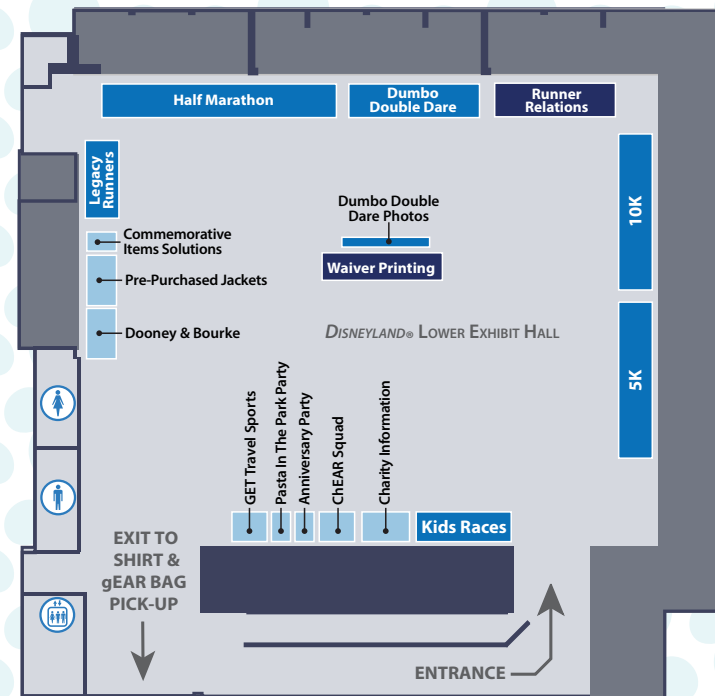 Half Marathon
Dumbo
Double Dare
Runner
Relations
Legacy
Runners
Commemorative
Items Solutions
Pre-Purchased Jackets
Dooney & Bourke
Dumbo Double
Dare Photos
Waiver Printing
10K
DISNEYLAND® LOWER EXHIBIT HALL
5K
GET Travel Sports
Pasta In The Park Party
Anniversary Party
ChEAR Squad
Charity Information
Kids Races
EXIT TO
SHIRT &
gEAR BAG
PICK-UP
ENTRANCE